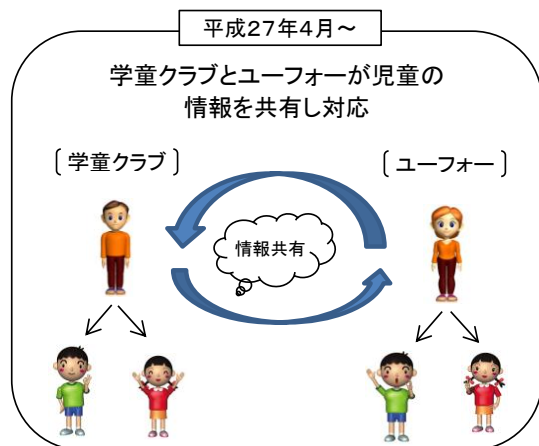 平成27年4月～
学童クラブとユーフォーが児童の
情報を共有し対応
〔学童クラブ〕
〔ユーフォー〕
情報共有